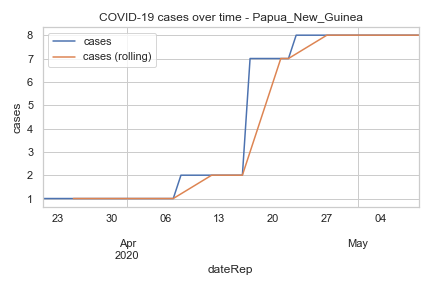 COVID-19 cases over time - Papua_New_Guinea
cases
cases (rolling)
8
7
6
5
4
3
2
1
cases
23 30 06 13 20 27 04
Apr May
2020
dateRep